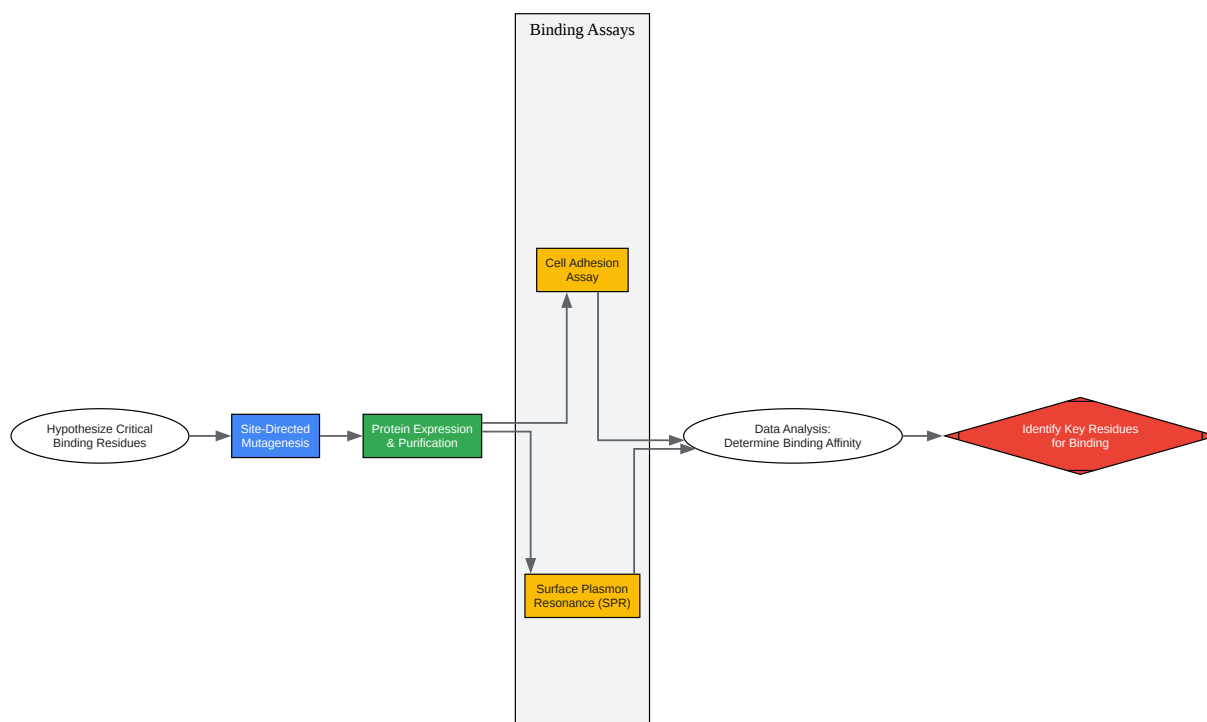 Binding Assays
Cell Adhesion
Assay
Hypothesize Critical
Binding Residues
Site-Directed
Mutagenesis
Protein Expression
& Purification
Data Analysis:
Determine Binding Affinity
Identify Key Residues
for Binding
Surface Plasmon
Resonance (SPR)